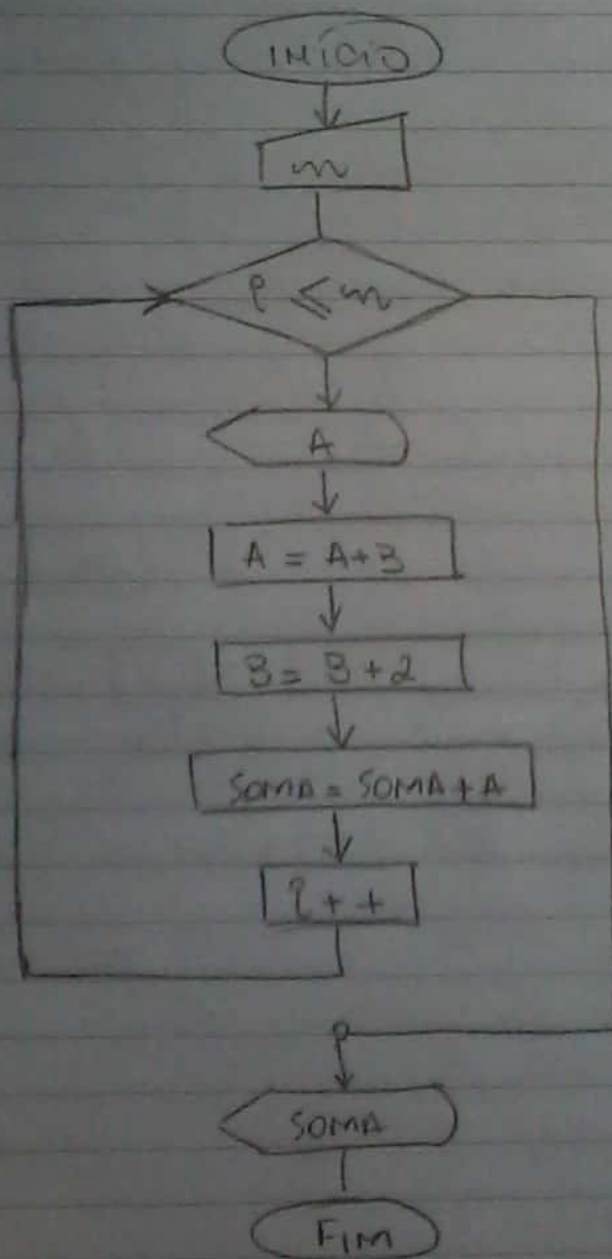 INÍCIO
n
i ≤ n
A
A = A+B
B = B+2
SOMA = SOMA + A
i++
SOMA
FIM